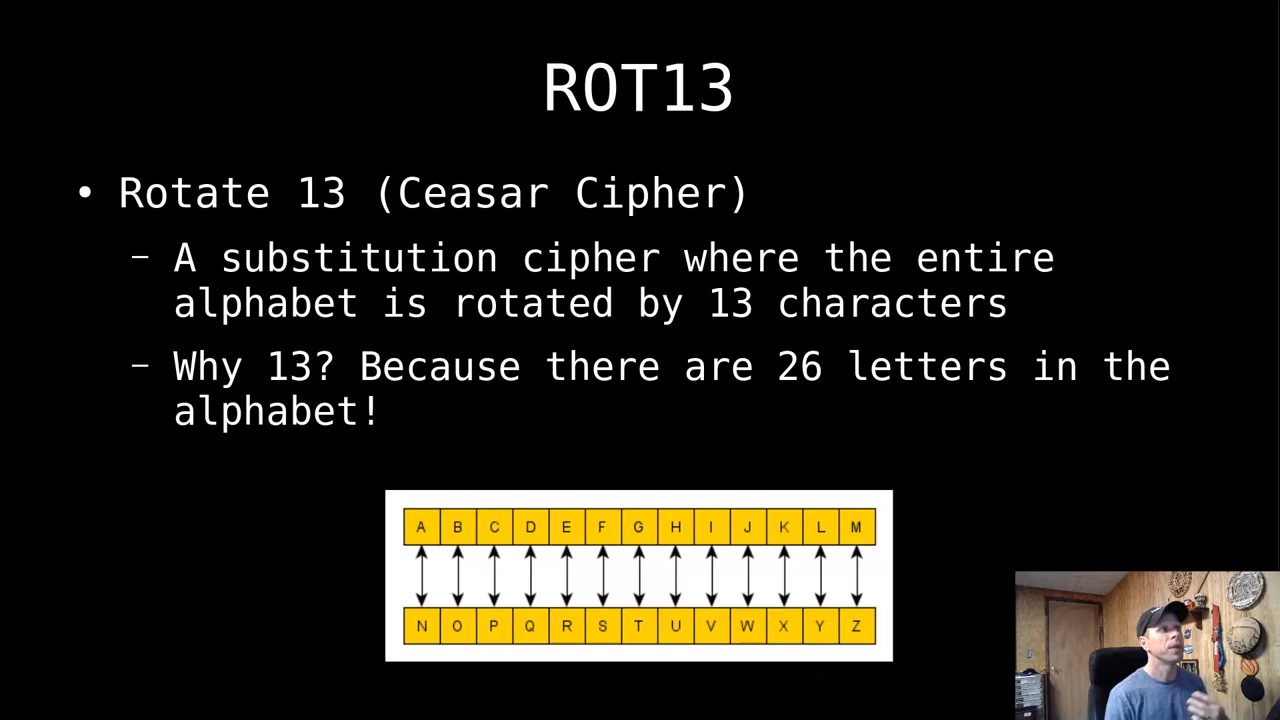 ROT13
• Rotate 13 (Ceasar Cipher)
– A substitution cipher where the entire
alphabet is rotated by 13 characters
– Why 13? Because there are 26 letters in the
alphabet!
A B C D E F G H I J K L M
N O P Q R S T U V W X Y Z